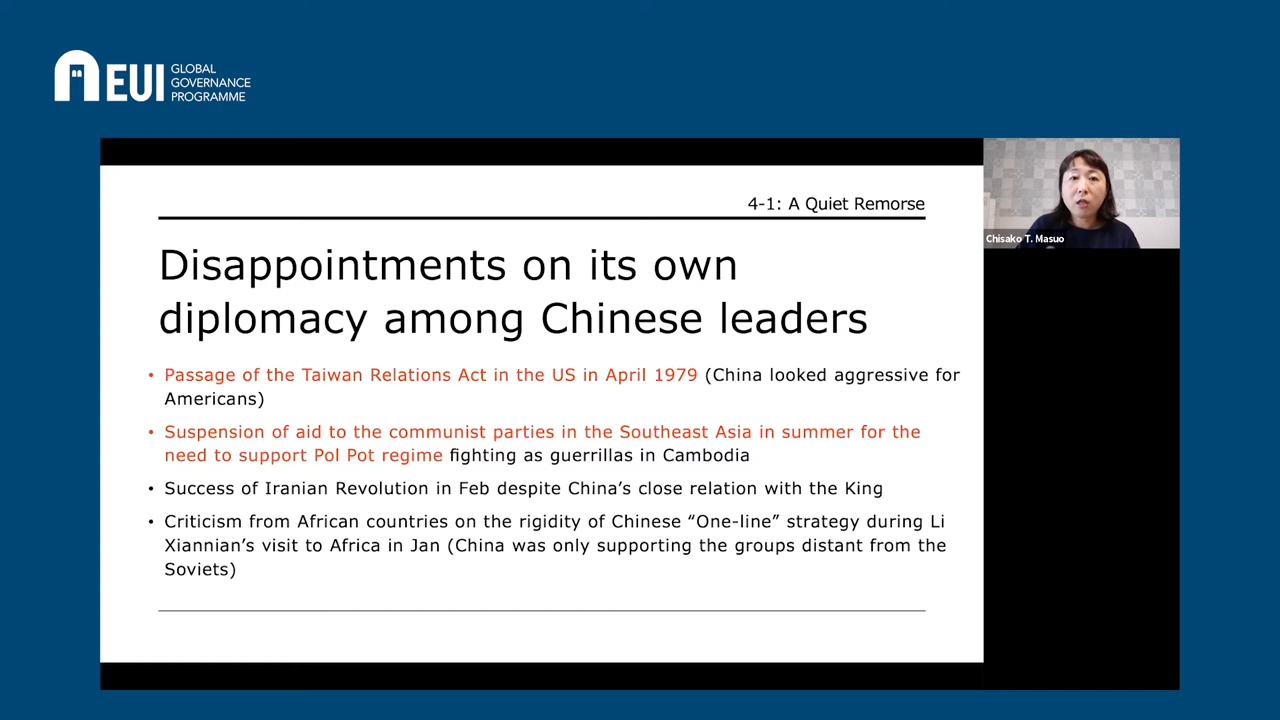 EUI
GLOBAL
GOVERNANCE
PROGRAMME
4-1: A Quiet Remorse
Chisako T. Masuo
Disappointments on its own
diplomacy among Chinese leaders
• Passage of the Taiwan Relations Act in the US in April 1979 (China looked aggressive for
Americans)
• Suspension of aid to the communist parties in the Southeast Asia in summer for the
need to support Pol Pot regime fighting as guerrillas in Cambodia
• Success of Iranian Revolution in Feb despite China’s close relation with the King
• Criticism from African countries on the rigidity of Chinese “One-line” strategy during Li
Xiannian’s visit to Africa in Jan (China was only supporting the groups distant from the
Soviets)